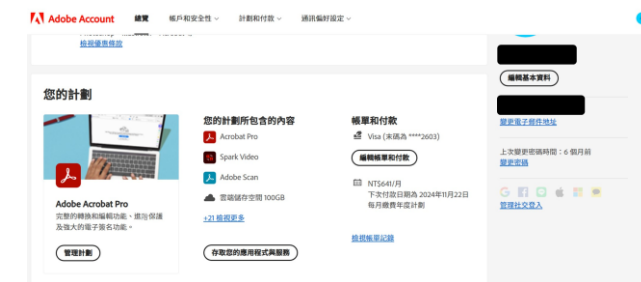 Adobe Account
總覽
帳戶和安全性
計劃和付款
通訊偏好設定
檢視優惠條款
編輯基本資料
變更電子郵件地址
上次變更密碼時間：6 個月前
變更密碼
管理社交登入
您的計劃
Adobe Acrobat Pro
完整的轉換和編輯功能、進階保護
及強大的電子簽名功能。
管理計劃
您的計劃所包含的內容
Acrobat Pro
Spark Video
Adobe Scan
雲端儲存空間 100GB
+21 檢視更多
存取您的應用程式與服務
帳單和付款
Visa (末碼為 ****2603)
編輯帳單和付款
NT$641/月
下次付款日期為 2024年11月22日
每月繳費年度計劃
檢視帳單記錄